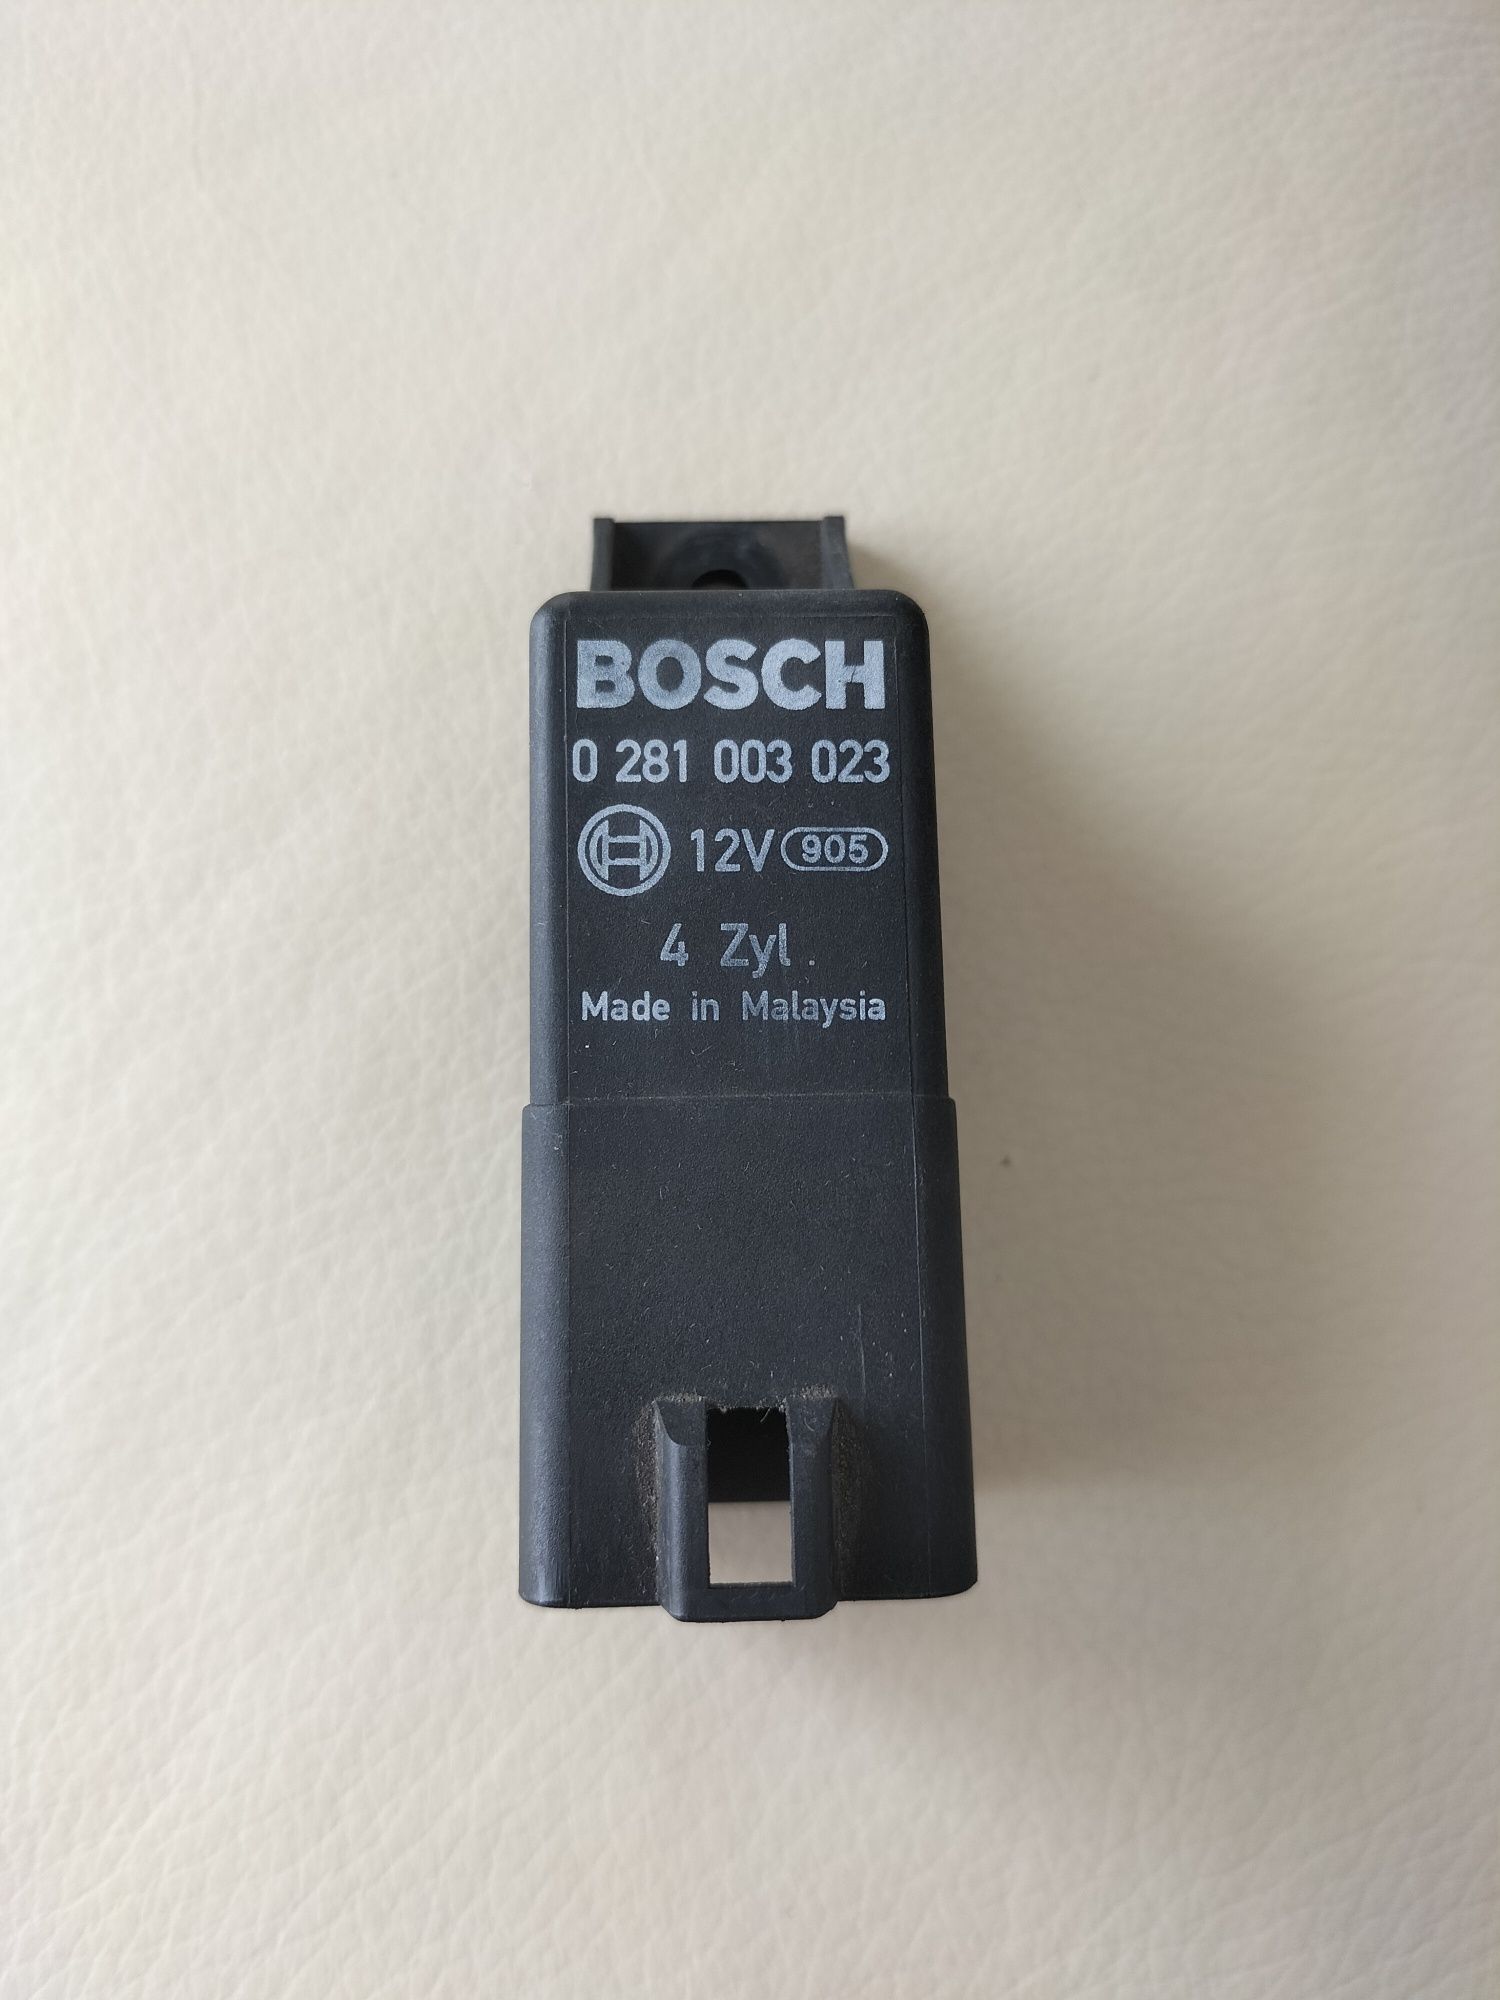 BOSCH
0 281 003 023
12V 905
4 Zyl.
Made in Malaysia